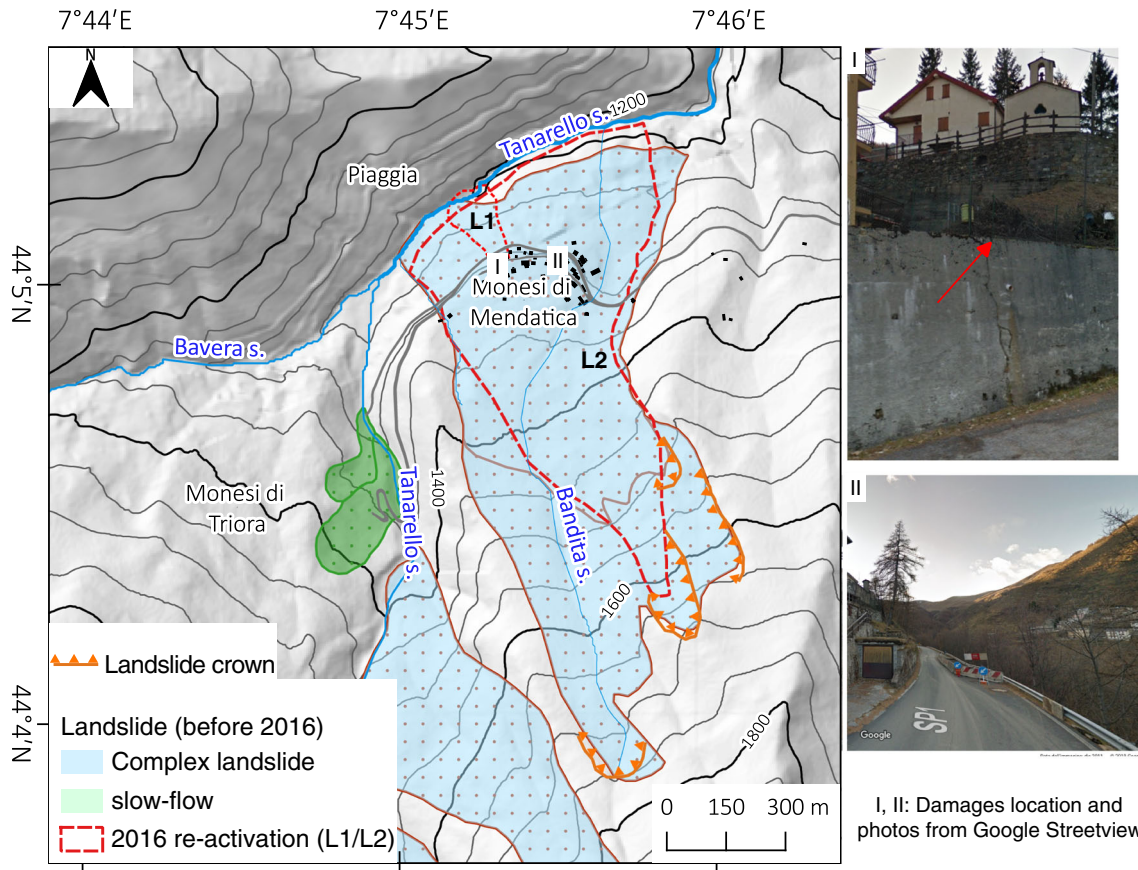 7°44'E
7°45'E
7°46'E
44°5'N
44°4'N
N
Tanarello s.
1200
Piaggia
L1
I
II
Monesi di
Mendatica
Bavera s.
L2
Monesi di
Triora
1400
Tanarello s.
Bandita s.
1600
1800
Landslide crown
Landslide (before 2016)
Complex landslide
slow-flow
2016 re-activation (L1/L2)
0 150 300 m
I
II
SP1
Google
I, II: Damages location and
photos from Google Streetview